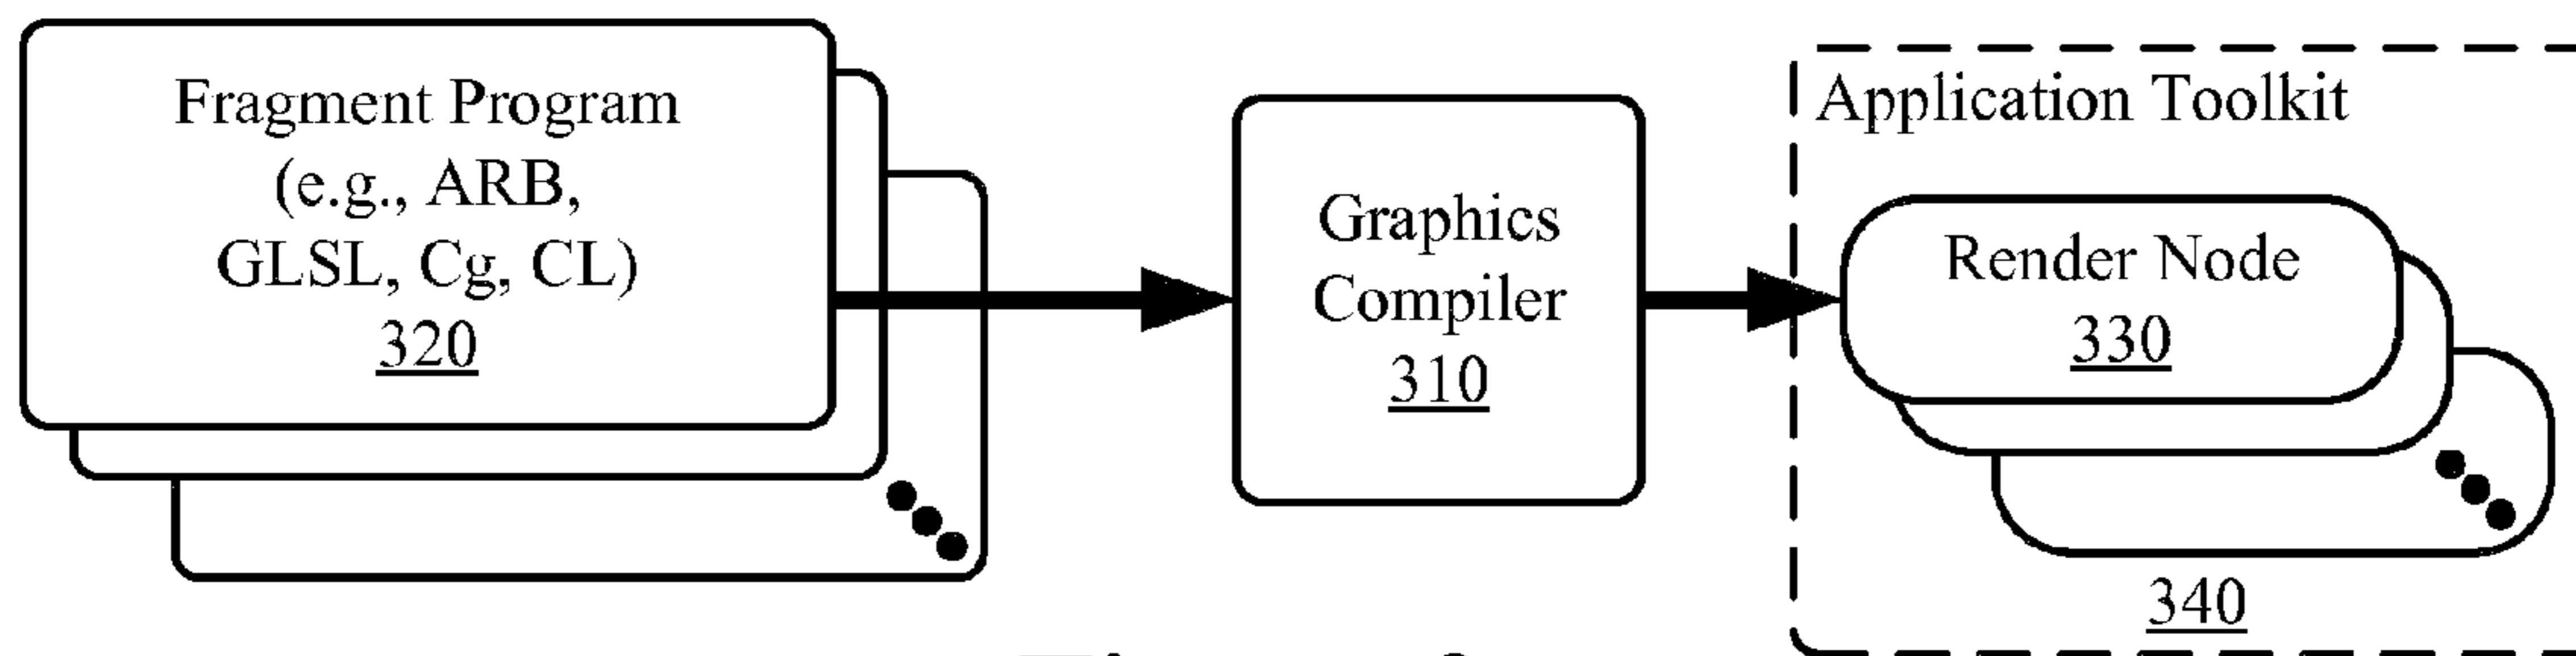 Fragment Program
(e.g., ARB,
GLSL, Cg, CL)
320
Graphics
Compiler
310
Application Toolkit
Render Node
330
340